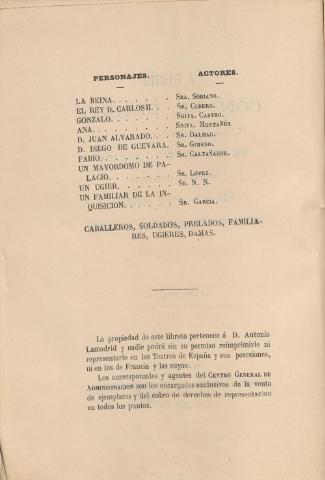 PERSONAJES. ACTORES.
LA REINA. . . . . . . Sra. Soriano.
EL REY D. CARLOS II. . . . Sr. Cubero.
GONZALO. . . . . . . Srita. Castro.
ANA. . . . . . . . . Srita. Montañés.
D. JUAN ALVARADO. . . . Sr. Dalmau.
D. DIEGO DE GUEVARA. Sr. Gimeno.
FABIO. . . . . . . . Sr. Caltañazor.
UN MAYORDOMO DE PA-
LACIO. . . . . . . . Sr. Lopez.
UN UGIER. . . . . . . Sr. N. N.
UN FAMILIAR DE LA IN-
QUISICION. . . . . . . Sr. Garcia.
CABALLEROS, SOLDADOS, PRELADOS, FAMILIA-
RES, UGIERES, DAMAS.
La propiedad de este libreto pertenece á D. Antonio
Lamadrid y nadie podrá sin su permiso reimprimirle ni
representarle en los Teatros de España y sus posesiones,
ni en los de Francia y las suyas.
Los corresponsales y agentes del Centro General de
Administracion son los encargados exclusivos de la venta
de ejemplares y del cobro de derechos de representacion
en todos los puntos.